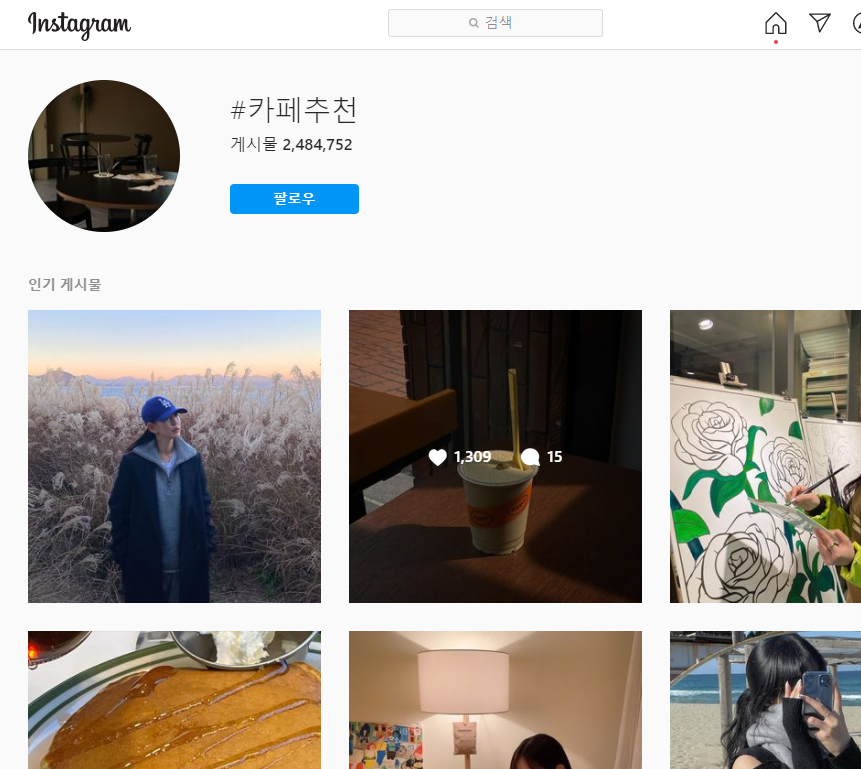 Instagram
검색
#카페추천
게시물 2,484,752
팔로우
인기 게시물
1,309 15